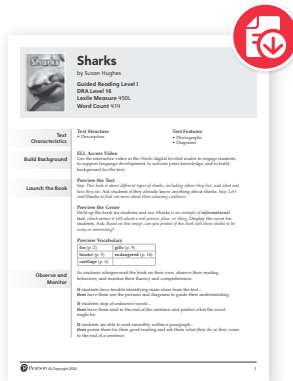 Sharks
Sharks
by Susan Hughes
Guided Reading Level I
DRA Level 16
Lexile Measure 450L
Word Count 414
Text
Characteristics
Text Structure
• Description
Text Features
• Photographs
• Diagrams
Build Background
ELL Access Video
Use the interactive video in the Sharks digital leveled reader to engage students,
to support language development, to activate prior knowledge, and to build
background for the text.
Launch the Book
Preview the Text
Say: This book is about different types of sharks, including where they live, and what and
how they eat. Ask students if they already know anything about sharks. Say: Let's
read Sharks to find out more about these amazing creatures.
Preview the Genre
Hold up the book for students and say: Sharks is an example of informational
text, which means it tells about a real person, place, or thing. Display the cover for
students. Ask: Based on this image, can you predict if this book will show sharks to be
scary or interesting?
Preview Vocabulary
fin (p. 2) gills (p. 9)
hunter (p. 5) endangered (p. 16)
cartilage (p. 6)
Observe and
Monitor
As students whisper-read the book on their own, observe their reading
behaviors, and monitor their fluency and comprehension.
If students have trouble identifying main ideas from the text...
then have them use the pictures and diagrams to guide their understanding.
If students stop at unknown words...
then have them read to the end of the sentence and predict what the word
might be.
If students are able to read smoothly within a paragraph...
then praise them for their good reading and ask them what they do as they come
to the end of a sentence.
Pearson © Copyright 2020
1